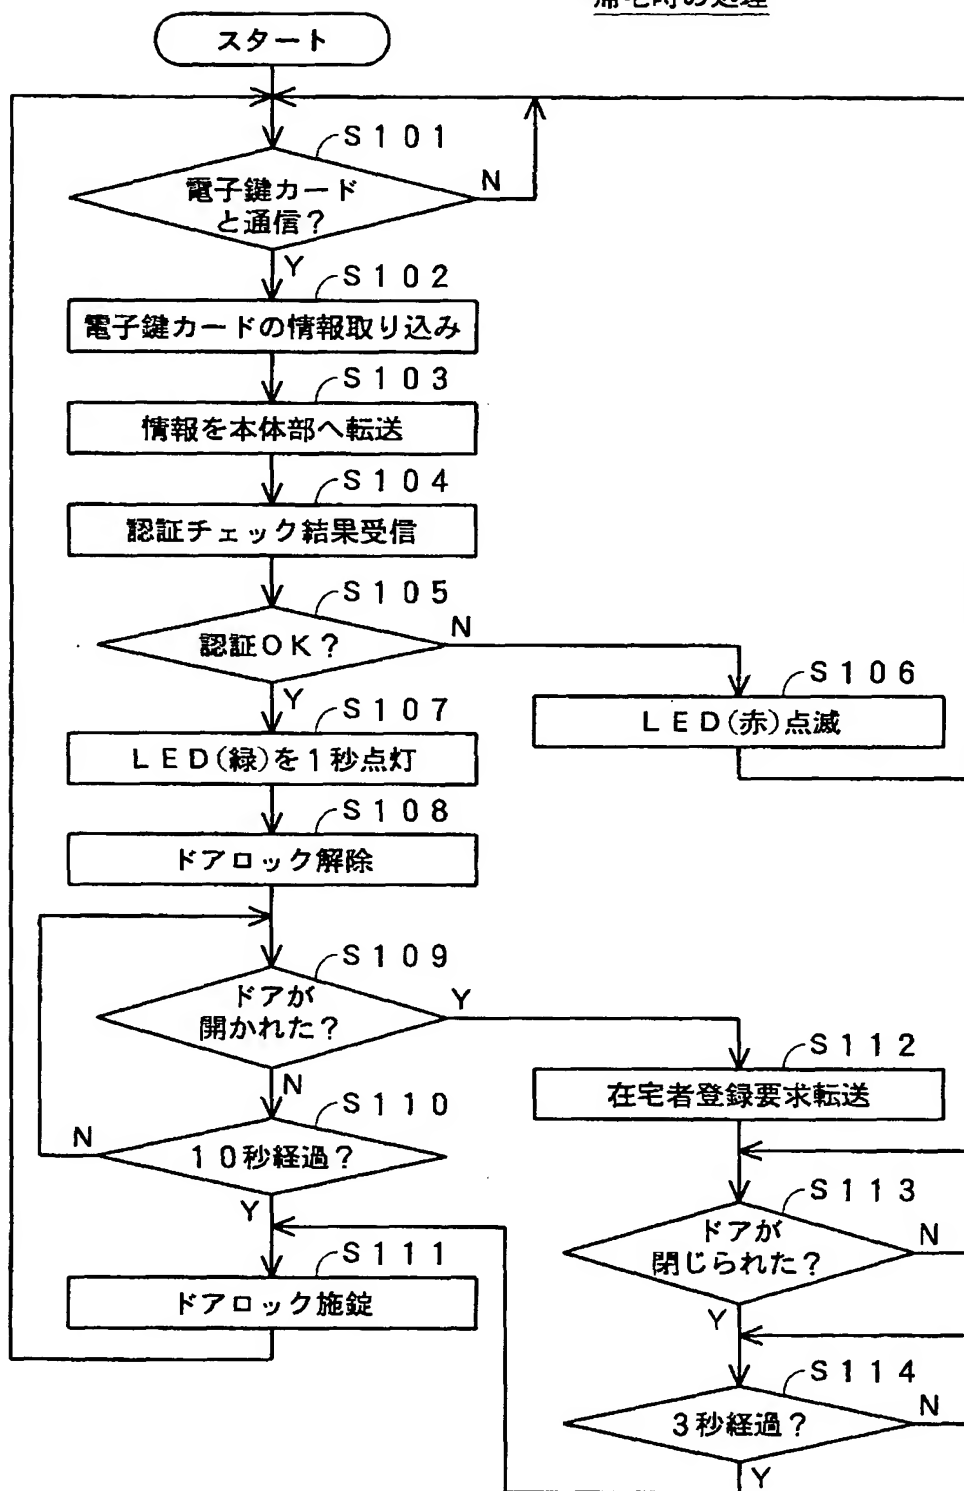 帰宅時の処理
スタート
S101
電子鍵カード
と通信？
N
Y
S102
電子鍵カードの情報取り込み
S103
情報を本体部へ転送
S104
認証チェック結果受信
S105
認証OK？
N
Y
S106
LED(赤)点滅
S107
LED(緑)を1秒点灯
S108
ドアロック解除
S109
ドアが
開かれた？
Y
N
S110
10秒経過？
N
Y
S111
ドアロック施錠
S112
在宅者登録要求転送
S113
ドアが
閉じられた？
N
Y
S114
3秒経過？
N
Y